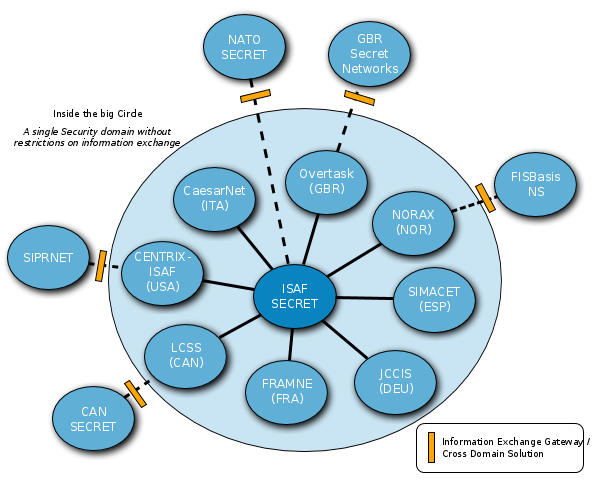 NATO
SECRET
GBR
Secret
Networks
Inside the big Circle
A single Security domain without
restrictions on information exchange
CaesarNet
(ITA)
Overtask
(GBR)
FISBasis
NS
NORAX
(NOR)
SIPRNET
CENTRIX-
ISAF
(USA)
ISAF
SECRET
SIMACET
(ESP)
LCSS
(CAN)
FRAMNE
(FRA)
JCCIS
(DEU)
CAN
SECRET
Information Exchange Gateway /
Cross Domain Solution